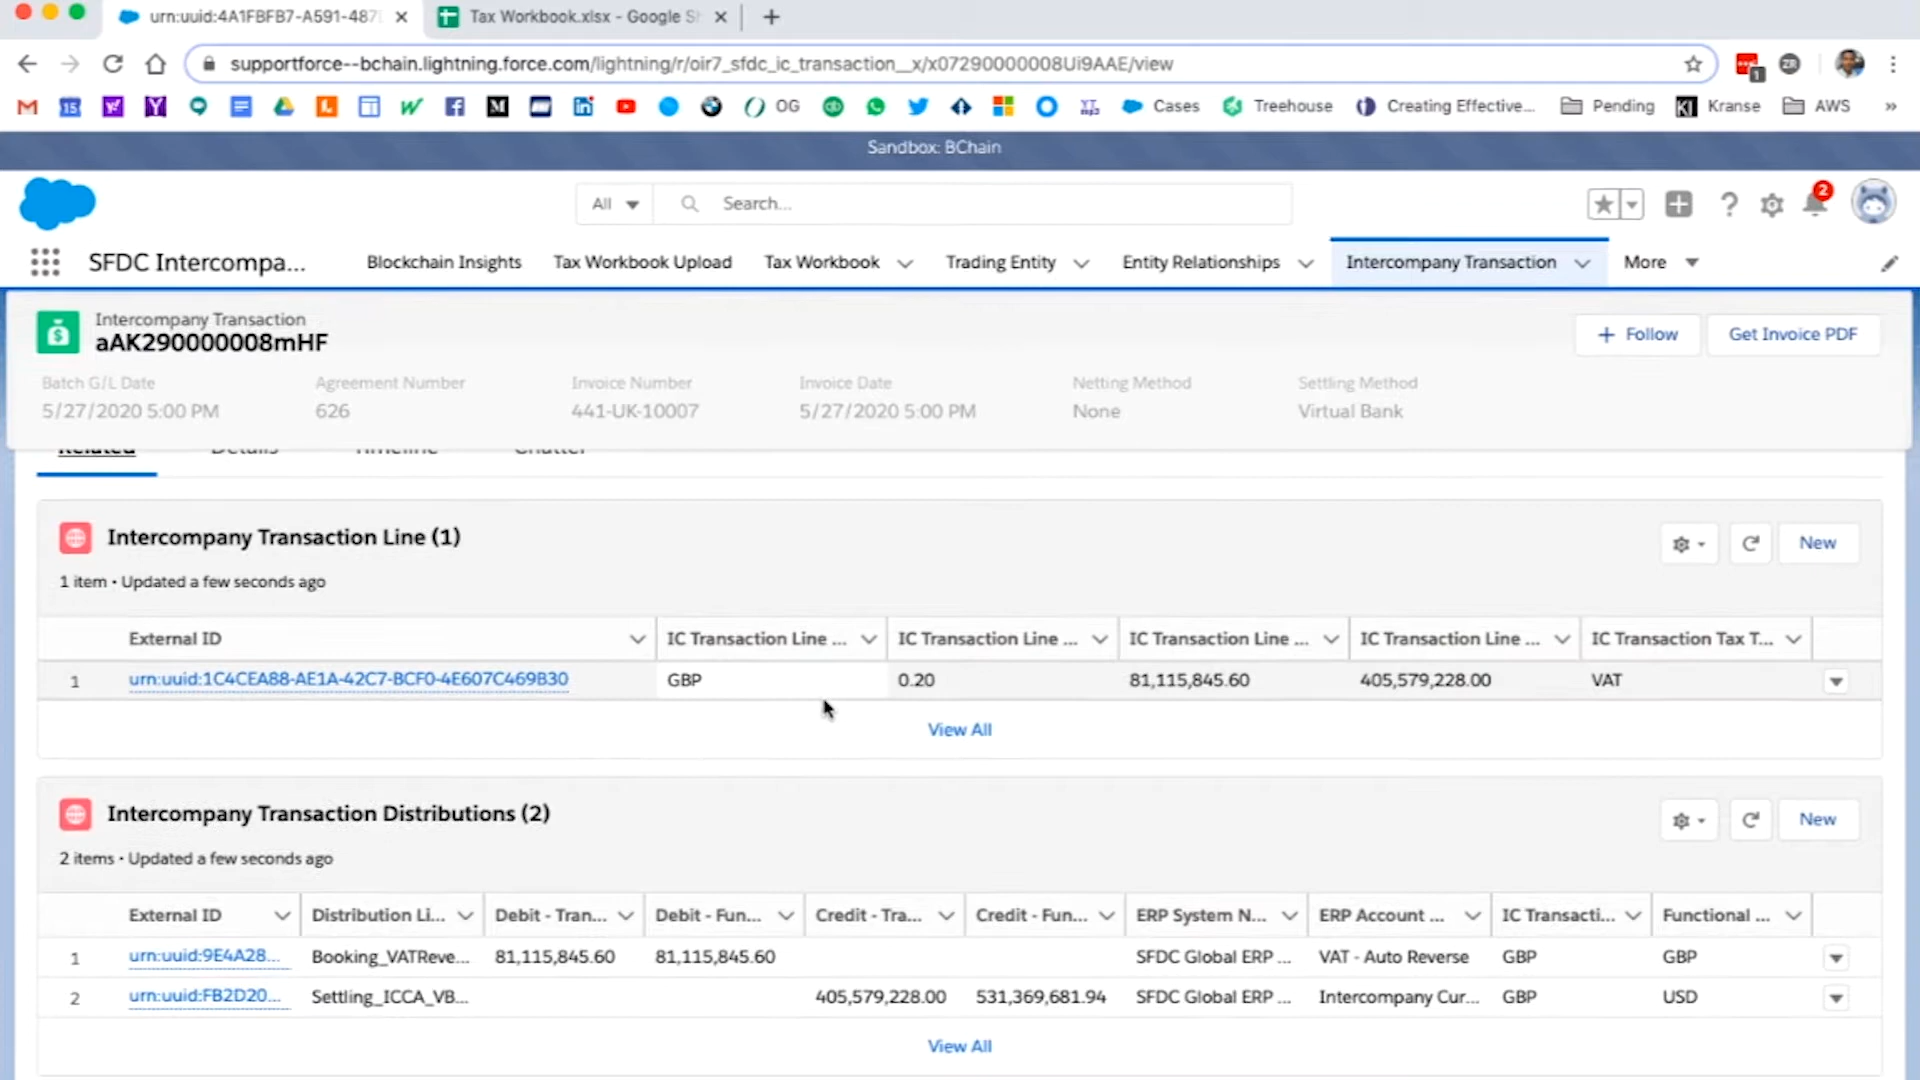 urn:uuid:4A1FBFB7-A591-487
Tax Workbook.xlsx - Google S
supportforce--bchain.lightning.force.com/lightning/r/oir7_sfdc_ic_transaction__x/x07290000008Ui9AAE/view
OG
Cases
Treehouse
Creating Effective...
Pending
Kranse
AWS
Sandbox: BChain
All
Search...
2
SFDC Intercompa...
Blockchain Insights
Tax Workbook Upload
Tax Workbook
Trading Entity
Entity Relationships
Intercompany Transaction
More
Intercompany Transaction
aAK290000008mHF
Follow
Get Invoice PDF
Batch G/L Date
Agreement Number
Invoice Number
Invoice Date
Netting Method
Settling Method
5/27/2020 5:00 PM
626
441-UK-10007
5/27/2020 5:00 PM
None
Virtual Bank
Related
Details
Timeline
Chatter
Intercompany Transaction Line (1)
New
1 item • Updated a few seconds ago
External ID
IC Transaction Line ...
IC Transaction Line ...
IC Transaction Line ...
IC Transaction Line ...
IC Transaction Tax T...
1
urn:uuid:1C4CEA88-AE1A-42C7-BCF0-4E607C469B30
GBP
0.20
81,115,845.60
405,579,228.00
VAT
View All
Intercompany Transaction Distributions (2)
New
2 items • Updated a few seconds ago
External ID
Distribution Li...
Debit - Tran...
Debit - Fun...
Credit - Tra...
Credit - Fun...
ERP System N...
ERP Account ...
IC Transacti...
Functional ...
1
urn:uuid:9E4A28...
Booking_VATReve...
81,115,845.60
81,115,845.60
SFDC Global ERP ...
VAT - Auto Reverse
GBP
GBP
2
urn:uuid:FB2D20...
Settling_ICCA_VB...
405,579,228.00
531,369,681.94
SFDC Global ERP ...
Intercompany Cur...
GBP
USD
View All